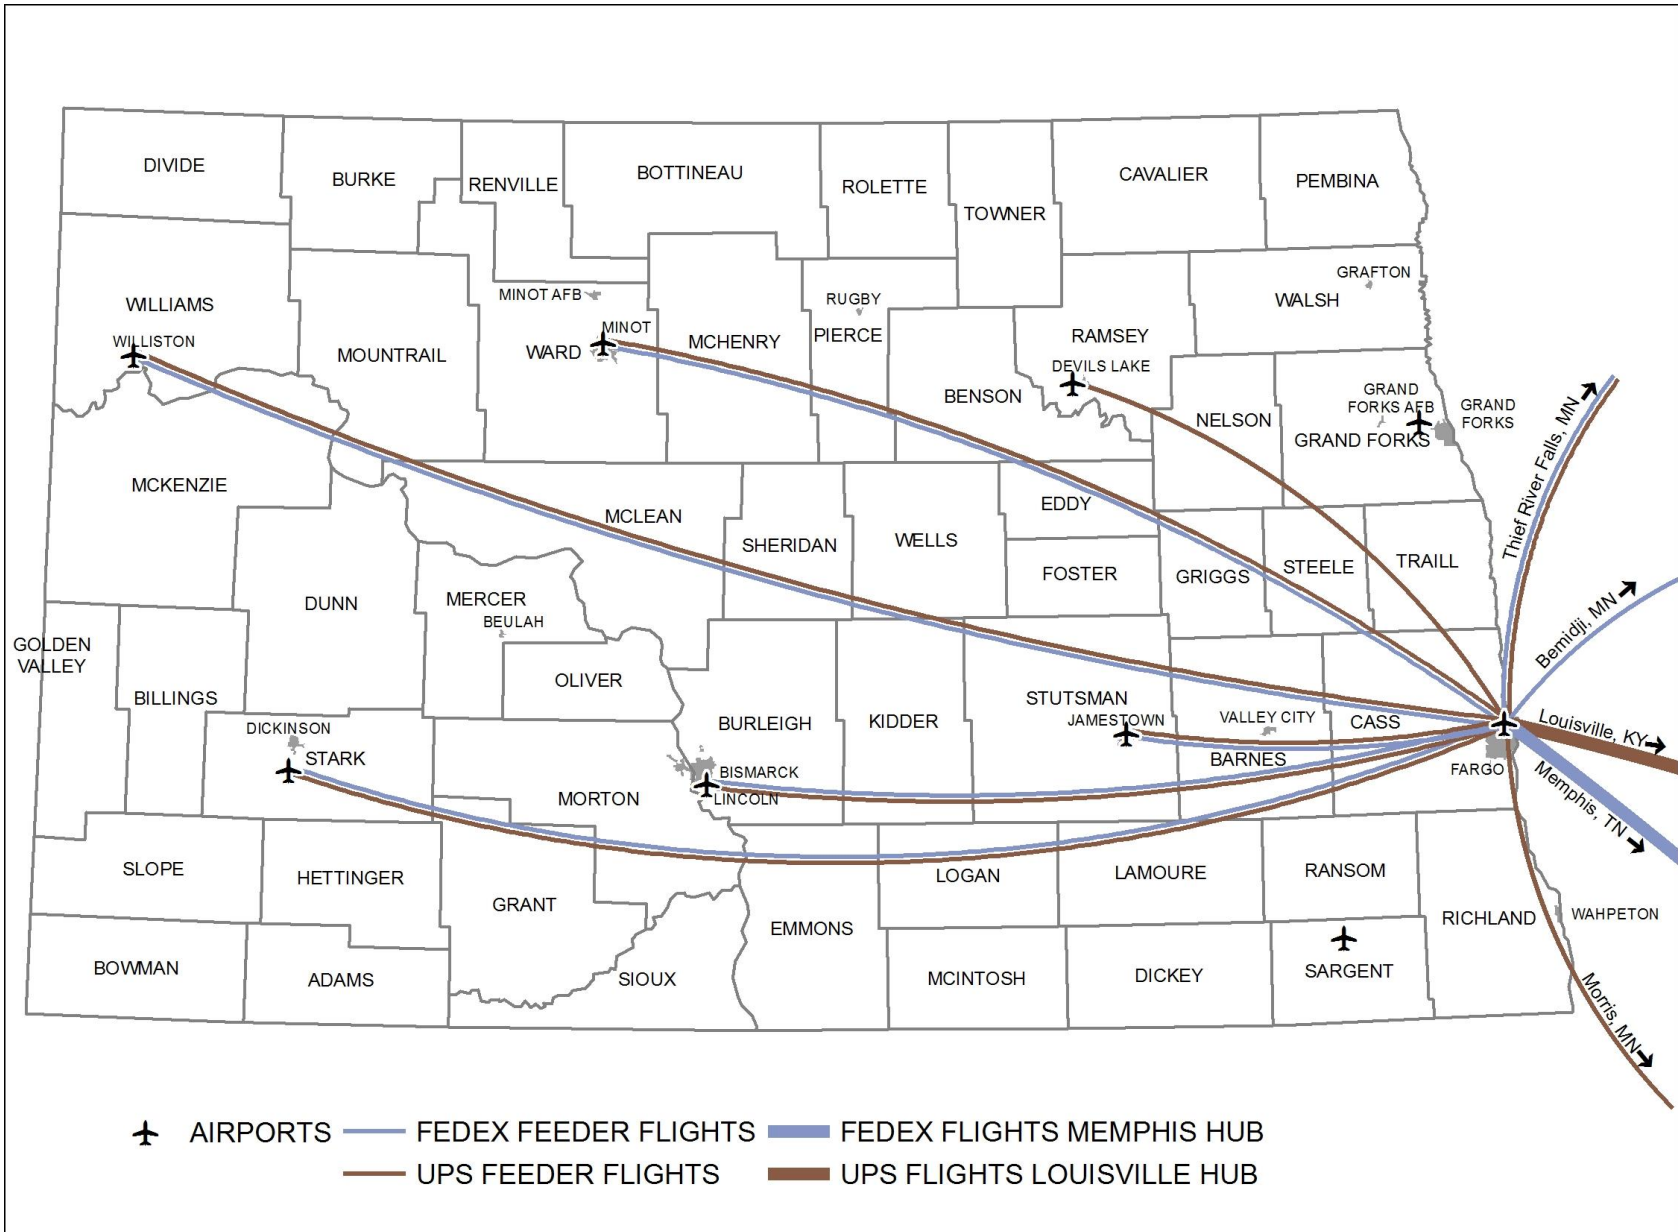 DIVIDE
BURKE
RENVILLE
BOTTINEAU
ROLETTE
TOWNER
CAVALIER
PEMBINA
WILLIAMS
WILLISTON
MOUNTRAIL
MINOT AFB
MINOT
WARD
MCHENRY
RUGBY
PIERCE
BENSON
RAMSEY
DEVILS LAKE
WALSH
GRAFTON
NELSON
GRAND
FORKS AFB
GRAND FORKS
GRAND
FORKS
MCKENZIE
MCLEAN
SHERIDAN
WELLS
EDDY
FOSTER
GRIGGS
STEELE
TRAILL
DUNN
MERCER
BEULAH
OLIVER
GOLDEN
VALLEY
BILLINGS
DICKINSON
STARK
MORTON
BURLEIGH
BISMARCK
LINCOLN
KIDDER
STUTSMAN
JAMESTOWN
VALLEY CITY
BARNES
CASS
FARGO
Thief River Falls, MN
Bemidji, MN
Louisville, KY
Memphis, TN
Morris, MN
SLOPE
HETTINGER
GRANT
LOGAN
LAMOURE
RANSOM
RICHLAND
WAHPETON
BOWMAN
ADAMS
SIOUX
EMMONS
MCINTOSH
DICKEY
SARGENT
AIRPORTS
FEDEX FEEDER FLIGHTS
FEDEX FLIGHTS MEMPHIS HUB
UPS FEEDER FLIGHTS
UPS FLIGHTS LOUISVILLE HUB